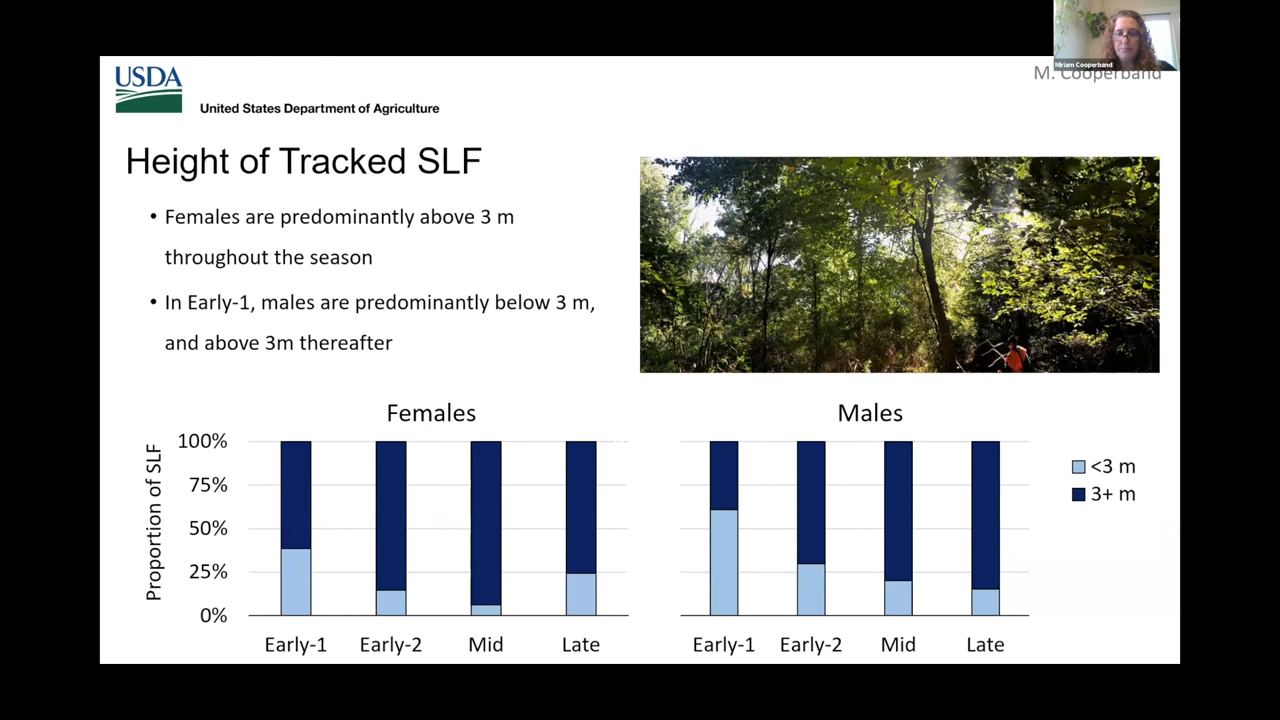 Miriam Cooperband
M. Cooperband
USDA
United States Department of Agriculture
Height of Tracked SLF
• Females are predominantly above 3 m
throughout the season
• In Early-1, males are predominantly below 3 m,
and above 3m thereafter
Females
Males
Proportion of SLF
100%
75%
50%
25%
0%
Early-1 Early-2 Mid Late
Early-1 Early-2 Mid Late
<3 m
3+ m